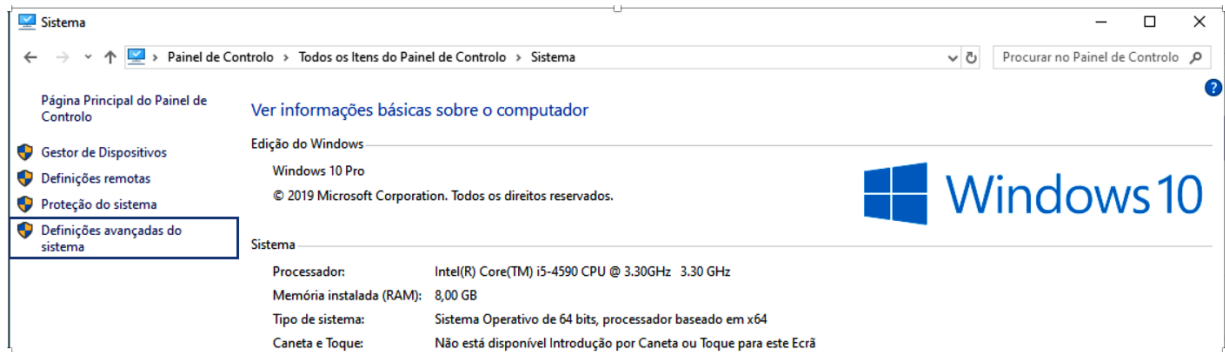 Sistema
Painel de Controlo > Todos os Itens do Painel de Controlo > Sistema
Procurar no Painel de Controlo
Página Principal do Painel de
Controlo
Gestor de Dispositivos
Definições remotas
Proteção do sistema
Definições avançadas do
sistema
Ver informações básicas sobre o computador
Edição do Windows
Windows 10 Pro
© 2019 Microsoft Corporation. Todos os direitos reservados.
Windows 10
Sistema
Processador: Intel(R) Core(TM) i5-4590 CPU @ 3.30GHz 3.30 GHz
Memória instalada (RAM): 8,00 GB
Tipo de sistema: Sistema Operativo de 64 bits, processador baseado em x64
Caneta e Toque: Não está disponível Introdução por Caneta ou Toque para este Ecrã